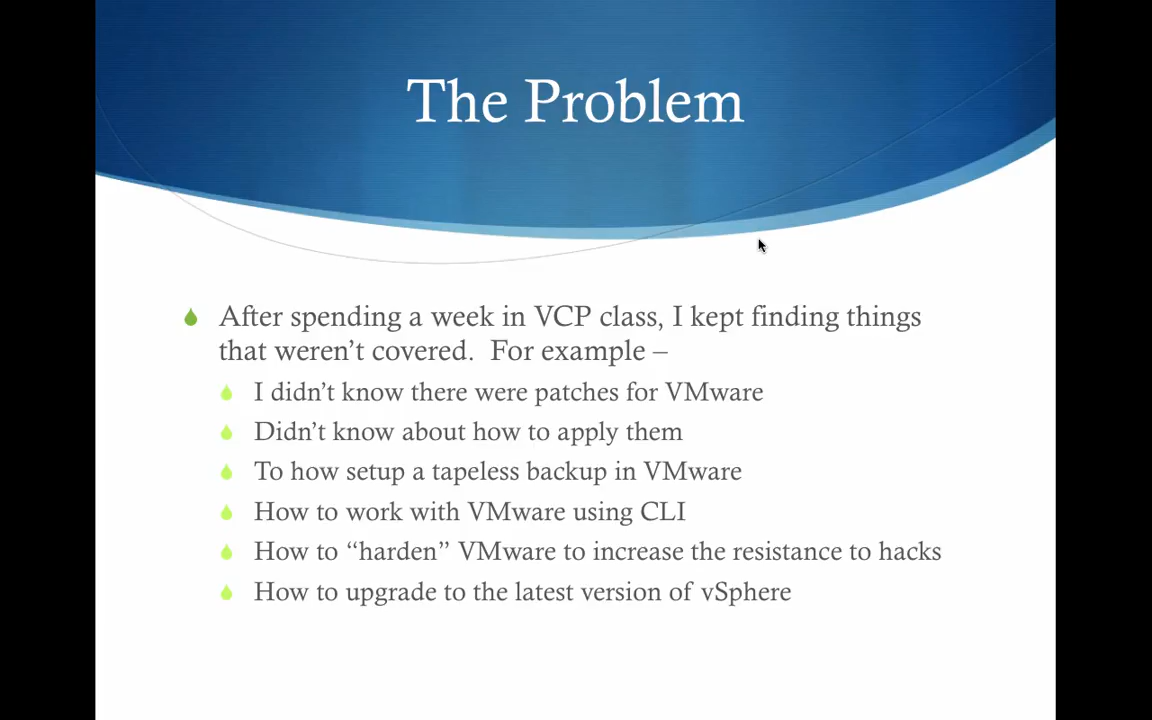 The Problem
After spending a week in VCP class, I kept finding things
that weren't covered.  For example –
I didn't know there were patches for VMware
Didn't know about how to apply them
To how setup a tapeless backup in VMware
How to work with VMware using CLI
How to “harden” VMware to increase the resistance to hacks
How to upgrade to the latest version of vSphere